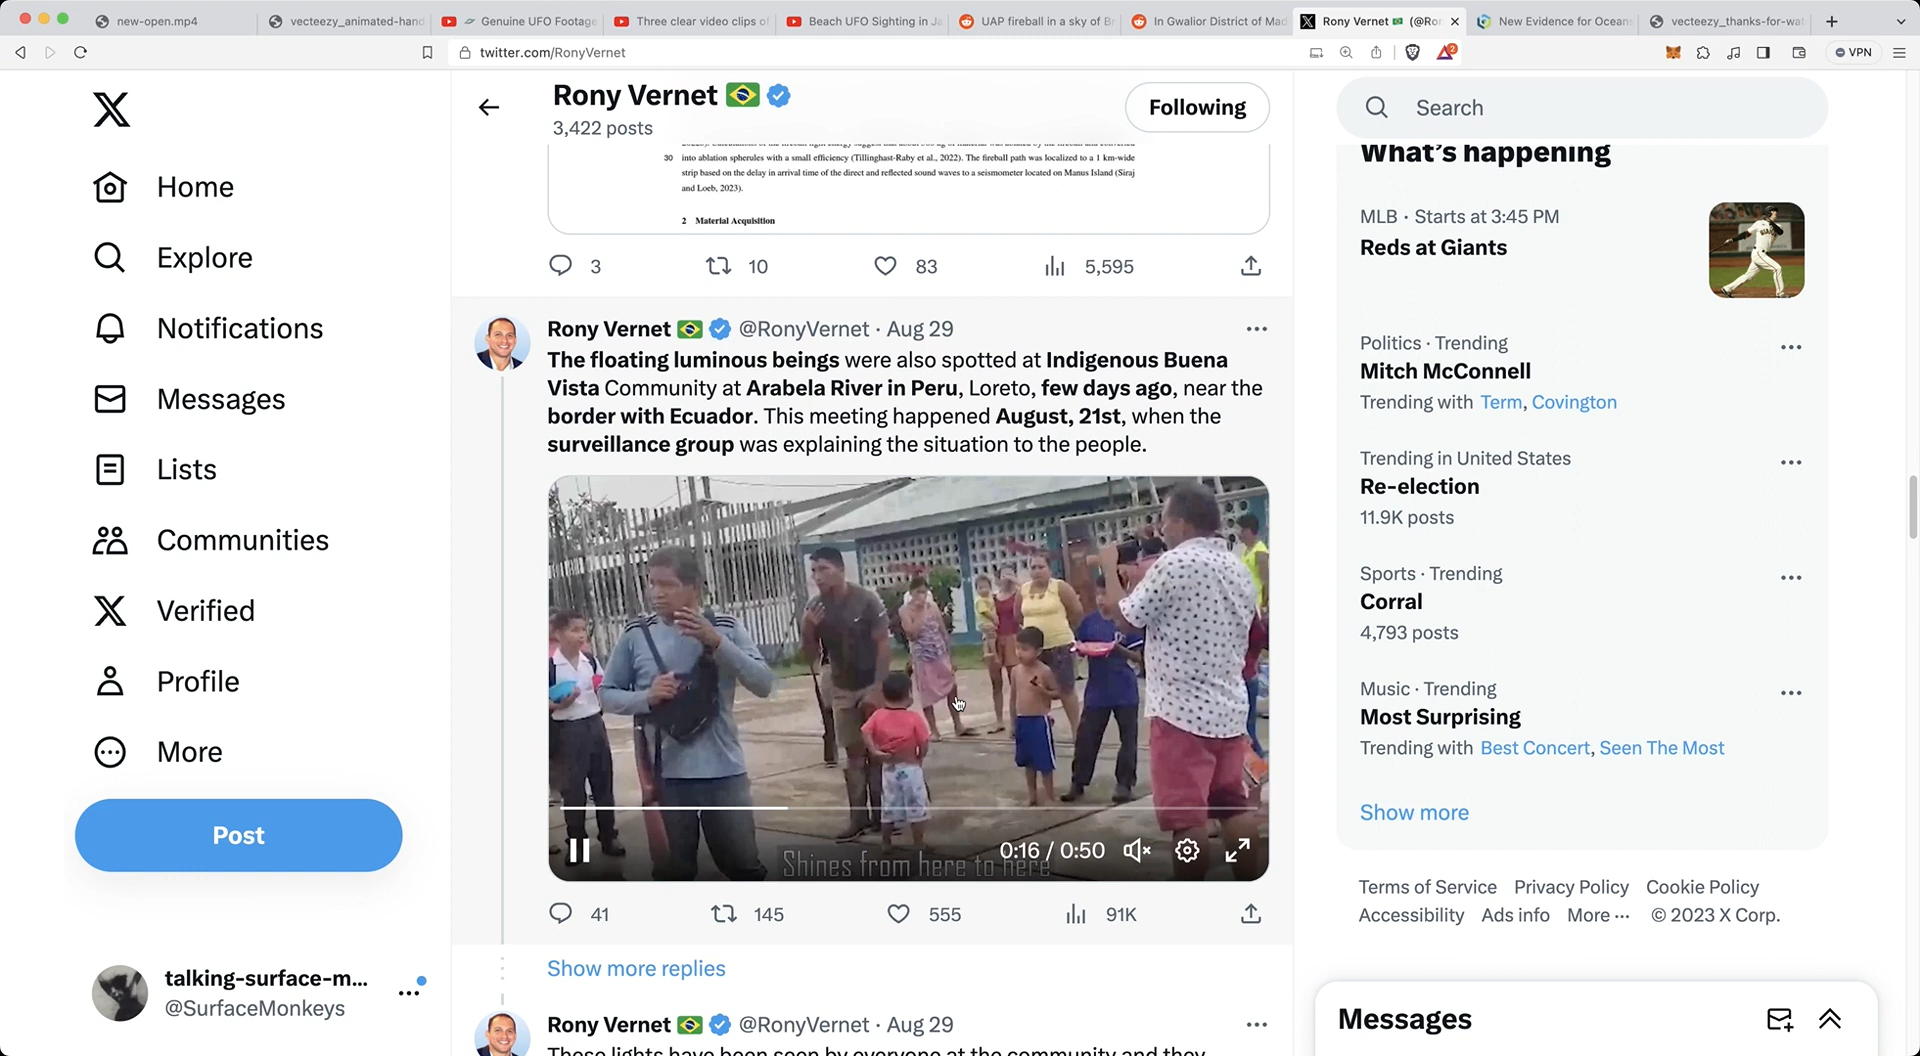 new-open.mp4
vecteezy_animated-hand
Genuine UFO Footage
Three clear video clips of
Beach UFO Sighting in Ja
UAP fireball in a sky of Br
In Gwalior District of Mad
Rony Vernet (@Ro
New Evidence for Ocean
vecteezy_thanks-for-wat
twitter.com/RonyVernet
2
VPN
Rony Vernet
3,422 posts
Following
Search
30 into ablation spherules with a small efficiency (Tillinghast-Raby et al., 2022). The fireball path was localized to a 1 km-wide
strip based on the delay in arrival time of the direct and reflected sound waves to a seismometer located on Manus Island (Siraj
and Loeb, 2023).
2 Material Acquisition
3 10 83 5,595
Home
Explore
Notifications
Messages
Lists
Communities
Verified
Profile
More
Post
talking-surface-m...
@SurfaceMonkeys
Rony Vernet @RonyVernet · Aug 29
The floating luminous beings were also spotted at Indigenous Buena
Vista Community at Arabela River in Peru, Loreto, few days ago, near the
border with Ecuador. This meeting happened August, 21st, when the
surveillance group was explaining the situation to the people.
0:16 / 0:50
Shines from here to here
41 145 555 91K
Show more replies
Rony Vernet @RonyVernet · Aug 29
These lights have been seen by everyone at the community and they
What's happening
MLB · Starts at 3:45 PM
Reds at Giants
Politics · Trending
Mitch McConnell
Trending with Term, Covington
Trending in United States
Re-election
11.9K posts
Sports · Trending
Corral
4,793 posts
Music · Trending
Most Surprising
Trending with Best Concert, Seen The Most
Show more
Terms of Service Privacy Policy Cookie Policy
Accessibility Ads info More ··· © 2023 X Corp.
Messages